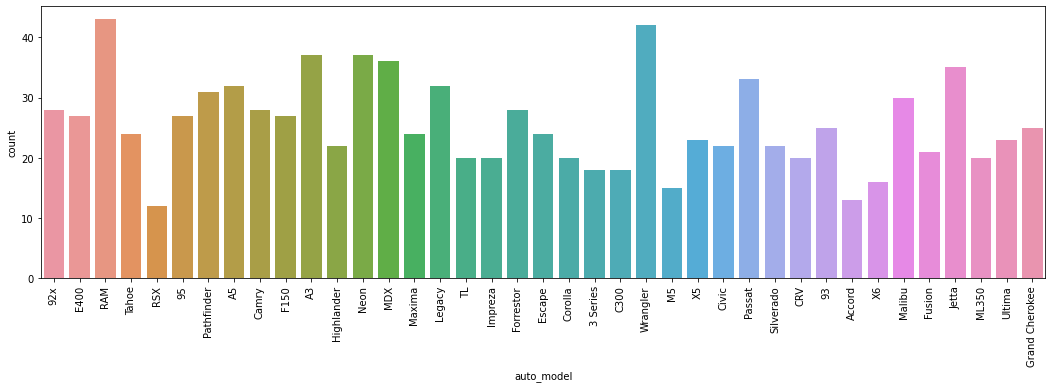 40
30
20
10
0
count
92x
E400
RAM
Tahoe
RSX
95
Pathfinder
A5
Camry
F150
A3
Highlander
Neon
MDX
Maxima
Legacy
TL
Impreza
Forrestor
Escape
Corolla
3 Series
C300
Wrangler
M5
X5
Civic
Passat
Silverado
CRV
93
Accord
X6
Malibu
Fusion
Jetta
ML350
Ultima
Grand Cherokee
auto_model